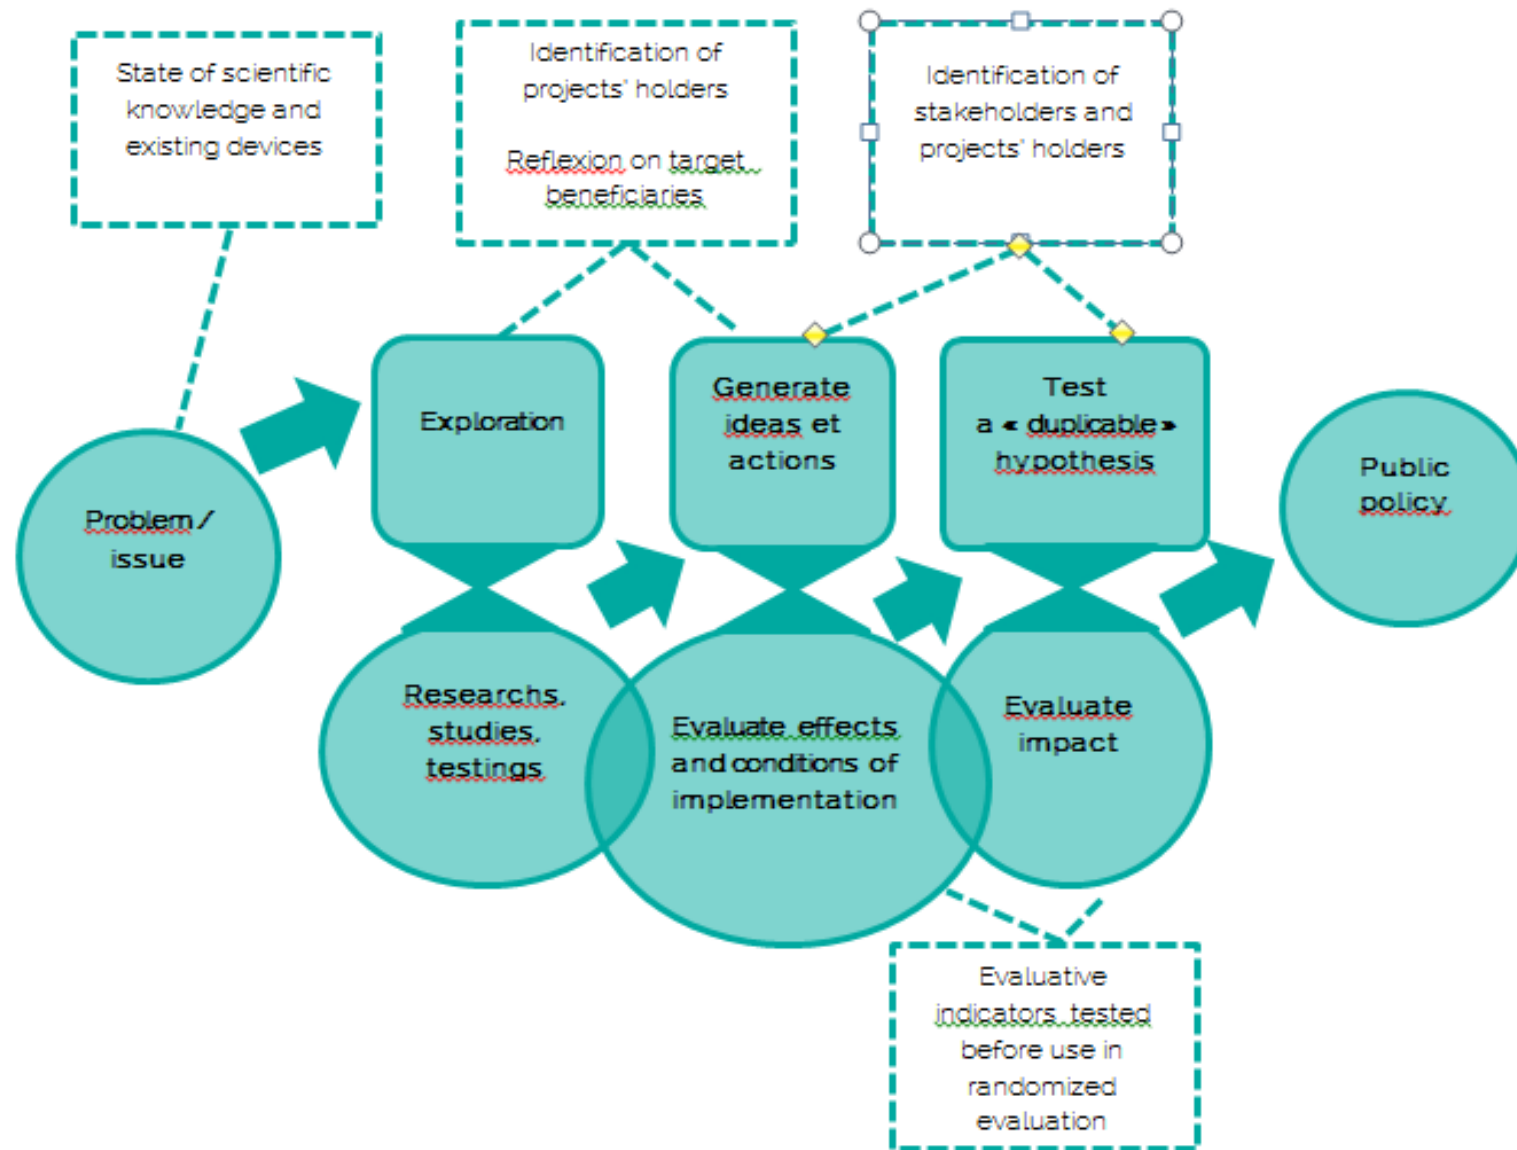 State of scientific
knowledge and
existing devices
Identification of
projects' holders
Reflexion on target
beneficiaries
Identification of
stakeholders and
projects' holders
Problem /
issue
Exploration
Generate
ideas et
actions
Test
a « duplicable»
hypothesis
Public
policy
Researchs,
studies,
testings
Evaluate effects
and conditions of
implementation
Evaluate
impact
Evaluative
indicators tested
before use in
randomized
evaluation